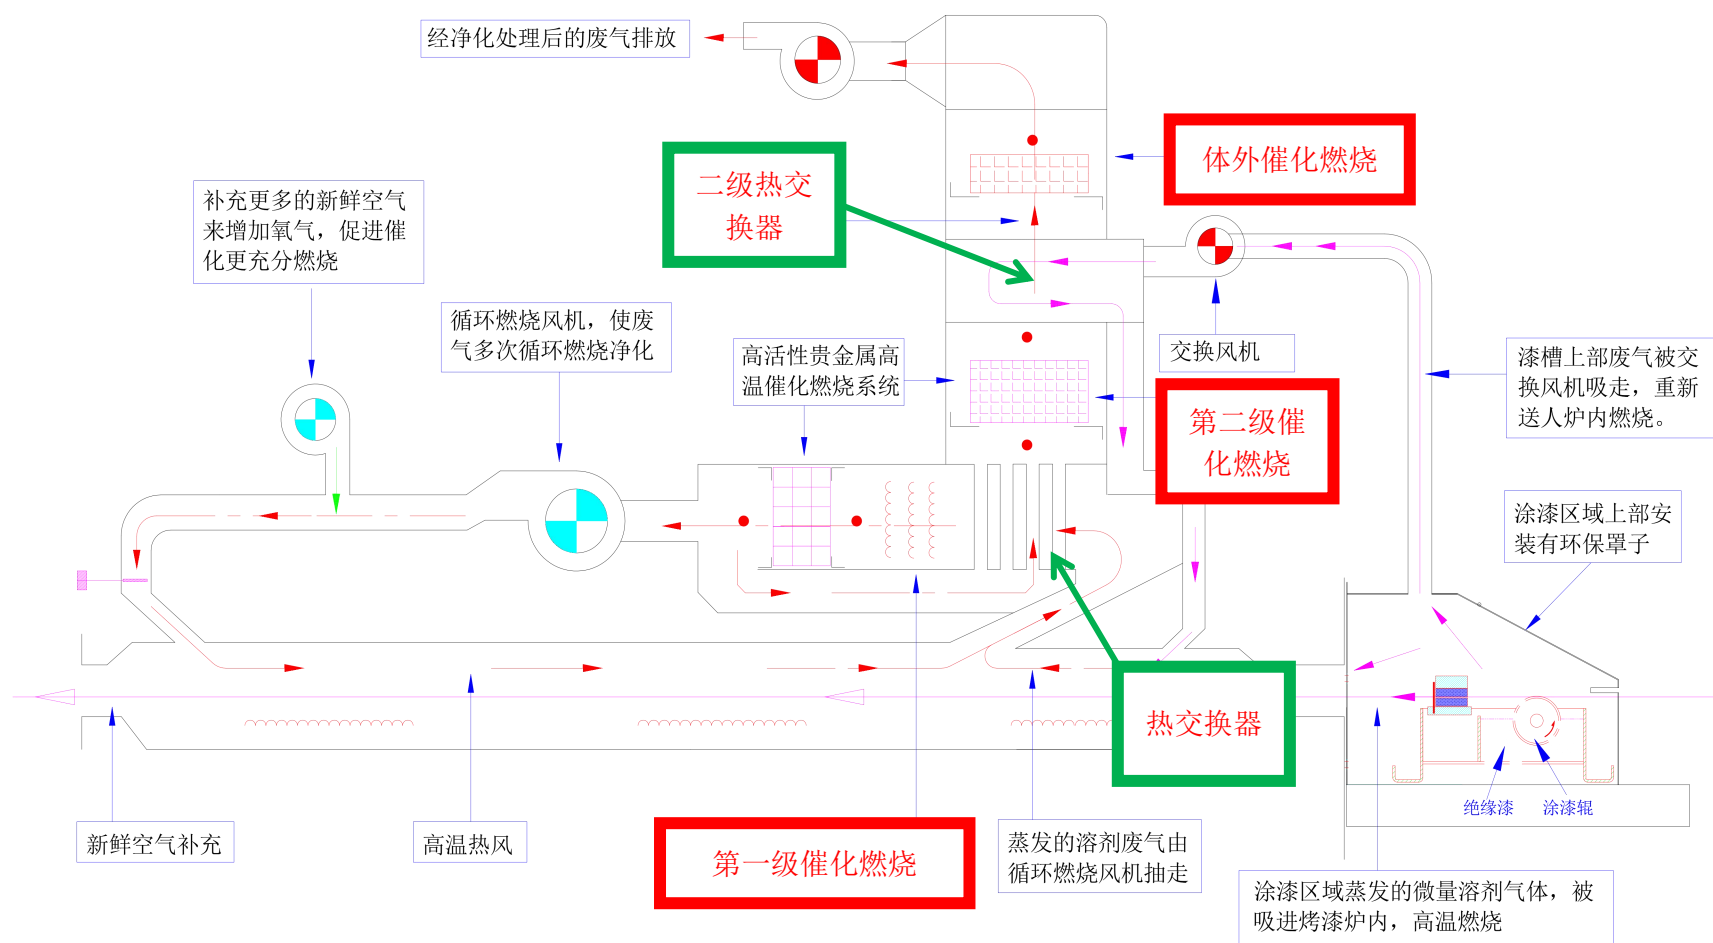 经净化处理后的废气排放
体外催化燃烧
二级热交
换器
补充更多的新鲜空气
来增加氧气，促进催
化更充分燃烧
循环燃烧风机，使废
气多次循环燃烧净化
高活性贵金属高
温催化燃烧系统
交换风机
漆槽上部废气被交
换风机吸走，重新
送人炉内燃烧。
第二级催
化燃烧
涂漆区域上部安
装有环保罩子
热交换器
绝缘漆
涂漆辊
新鲜空气补充
高温热风
第一级催化燃烧
蒸发的溶剂废气由
循环燃烧风机抽走
涂漆区域蒸发的微量溶剂气体，被
吸进烤漆炉内，高温燃烧